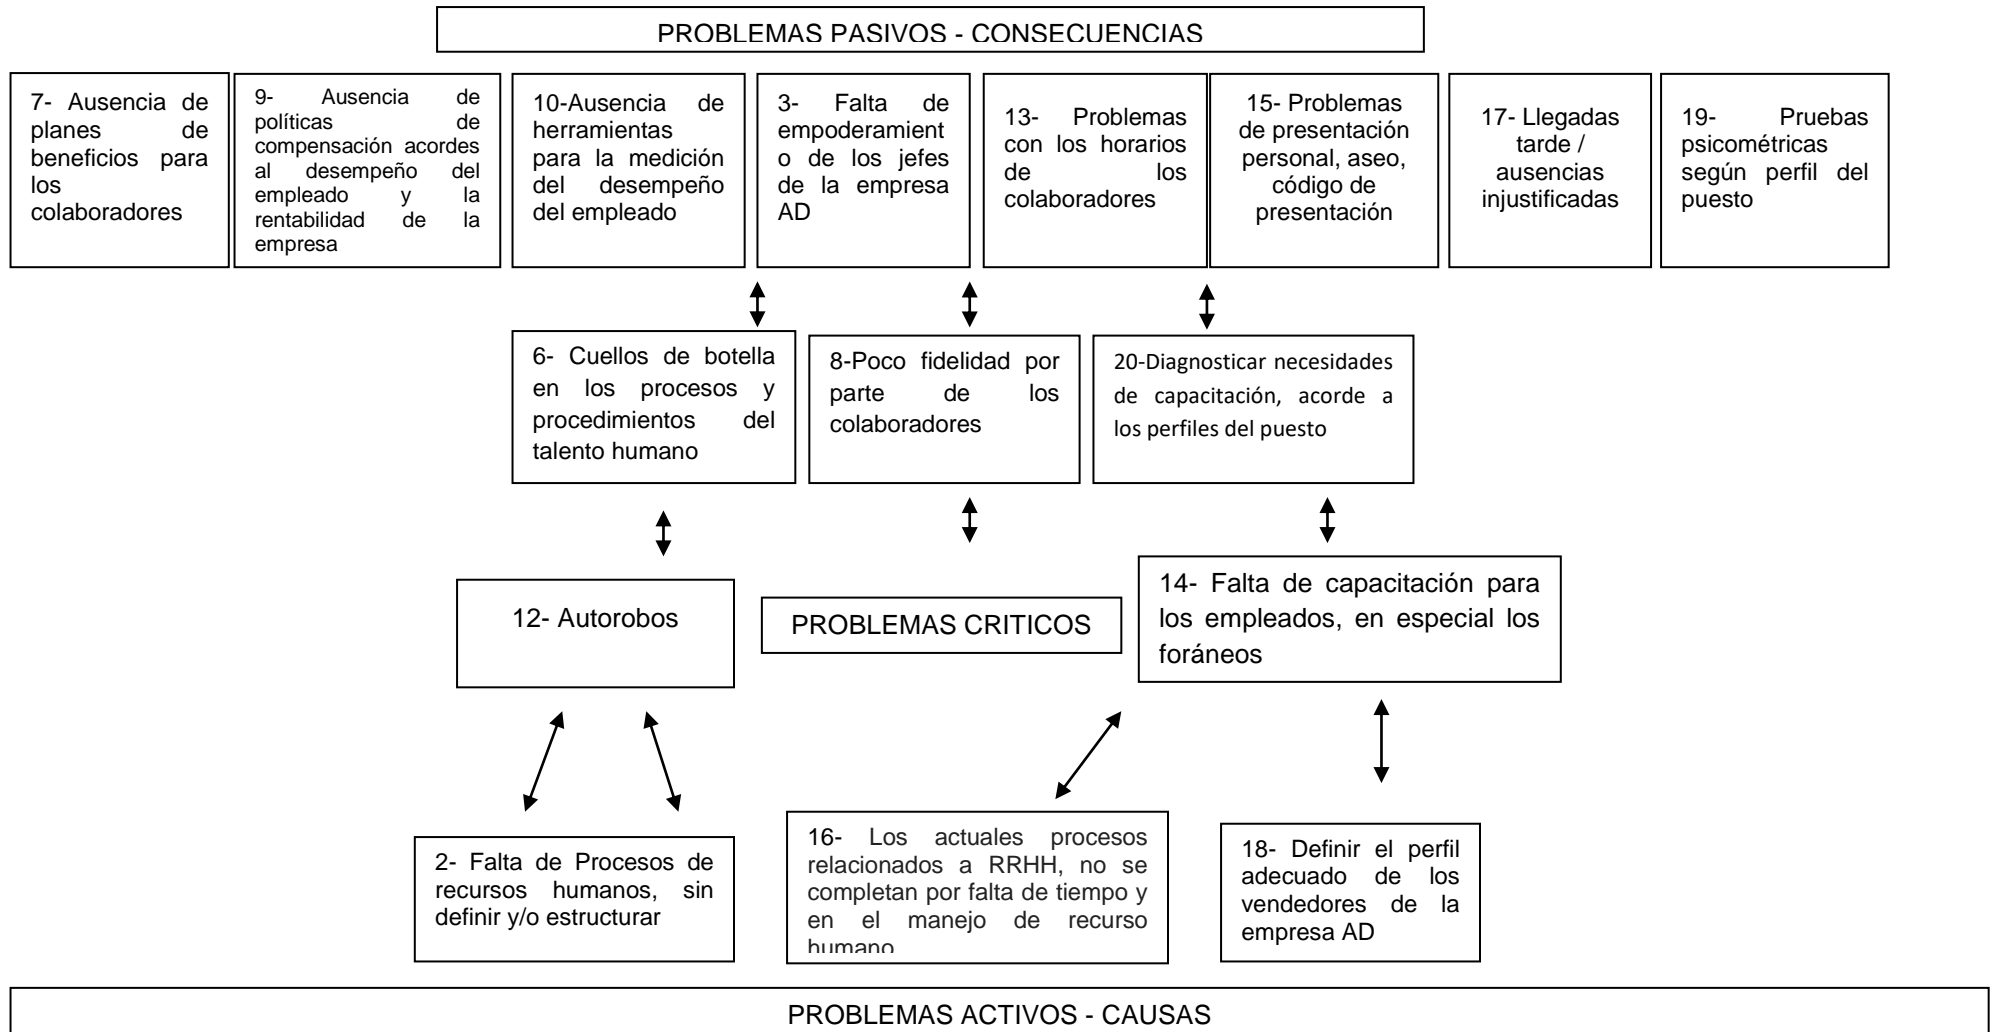 PROBLEMAS PASIVOS - CONSECUENCIAS
7- Ausencia de
planes de
beneficios para
los
colaboradores
9- Ausencia de
políticas de
compensación acordes
al desempeño del
empleado y la
rentabilidad de la
empresa
10-Ausencia de
herramientas
para la medición
del desempeño
del empleado
3- Falta de
empoderamient
o de los jefes
de la empresa
AD
13- Problemas
con los horarios
de los
colaboradores
15- Problemas
de presentación
personal, aseo,
código de
presentación
17- Llegadas
tarde /
ausencias
injustificadas
19- Pruebas
psicométricas
según perfil del
puesto
6- Cuellos de botella
en los procesos y
procedimientos del
talento humano
8-Poco fidelidad por
parte de los
colaboradores
20-Diagnosticar necesidades
de capacitación, acorde a
los perfiles del puesto
12- Autorobos
PROBLEMAS CRITICOS
14- Falta de capacitación para
los empleados, en especial los
foráneos
2- Falta de Procesos de
recursos humanos, sin
definir y/o estructurar
16- Los actuales procesos
relacionados a RRHH, no se
completan por falta de tiempo y
en el manejo de recurso
humano
18- Definir el perfil
adecuado de los
vendedores de la
empresa AD
PROBLEMAS ACTIVOS - CAUSAS